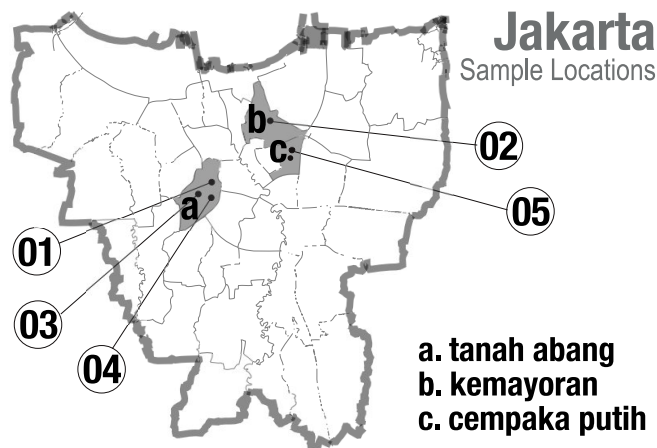 Jakarta
Sample Locations
b
c
02
a
05
01
03
04
a. tanah abang
b. kemayoran
c. cempaka putih